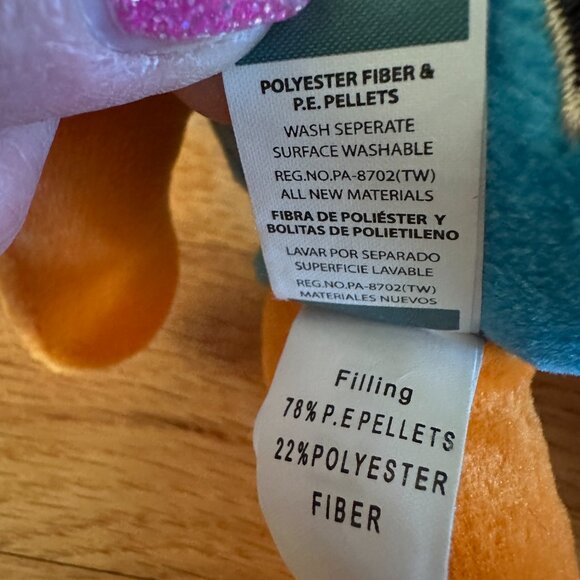 POLYESTER FIBER &
P.E. PELLETS
WASH SEPERATE
SURFACE WASHABLE
REG.NO.PA-8702(TW)
ALL NEW MATERIALS
FIBRA DE POLIÉSTER Y
BOLITAS DE POLIETILENO
LAVAR POR SEPARADO
SUPERFICIE LAVABLE
REG.NO.PA-8702(TW)
MATERIALES NUEVOS
Filling
78% P.EPELLETS
22%POLYESTER
FIBER